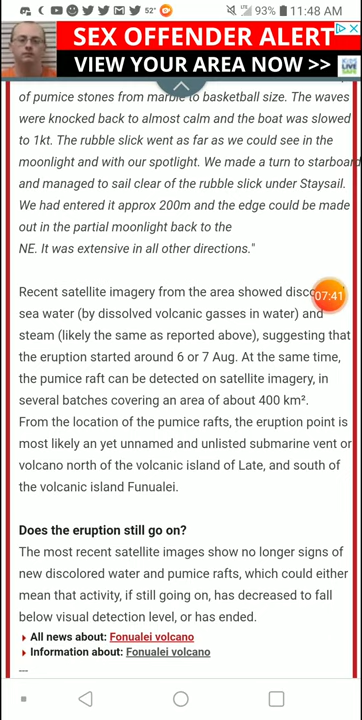 52° 93% 11:48 AM
SEX OFFENDER ALERT
VIEW YOUR AREA NOW >>
KIDS LIVE SAFE
of pumice stones from marble to basketball size. The waves
were knocked back to almost calm and the boat was slowed
to 1kt. The rubble slick went as far as we could see in the
moonlight and with our spotlight. We made a turn to starboard
and managed to sail clear of the rubble slick under Staysail.
We had entered it approx 200m and the edge could be made
out in the partial moonlight back to the
NE. It was extensive in all other directions."
Recent satellite imagery from the area showed
07:41
sea water (by dissolved volcanic gasses in water) and
steam (likely the same as reported above), suggesting that
the eruption started around 6 or 7 Aug. At the same time,
the pumice raft can be detected on satellite imagery, in
several batches covering an area of about 400 km².
From the location of the pumice rafts, the eruption point is
most likely an yet unnamed and unlisted submarine vent or
volcano north of the volcanic island of Late, and south of
the volcanic island Funualei.
Does the eruption still go on?
The most recent satellite images show no longer signs of
new discolored water and pumice rafts, which could either
mean that activity, if still going on, has decreased to fall
below visual detection level, or has ended.
All news about: Fonualei volcano
Information about: Fonualei volcano
---